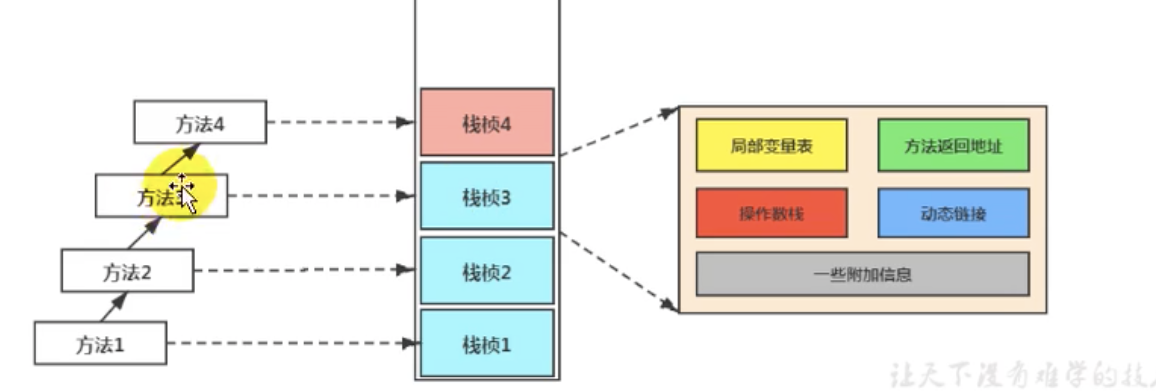 方法4
栈桢4
局部变量表
方法返回地址
方法
栈桢3
操作数栈
动态链接
方法2
栈桢2
一些附加信息
方法1
栈桢1
让天下没有难学的技